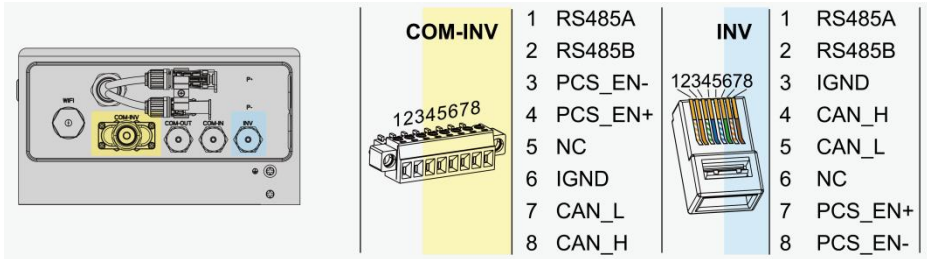 WIFI
COM-INV
COM-OUT
COM-IN
INV
P-
P-
COM-INV
12345678
1 RS485A
2 RS485B
3 PCS_EN-
4 PCS_EN+
5 NC
6 IGND
7 CAN_L
8 CAN_H
INV
12345678
1 RS485A
2 RS485B
3 IGND
4 CAN_H
5 CAN_L
6 NC
7 PCS_EN+
8 PCS_EN-